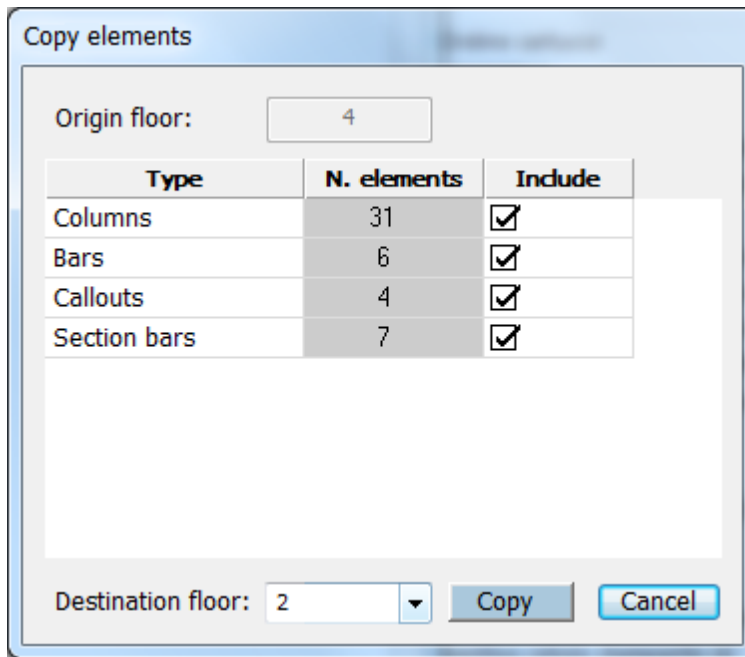 Copy elements
Origin floor: 4
Type N. elements Include
Columns 31
Bars 6
Callouts 4
Section bars 7
Destination floor: 2 Copy Cancel